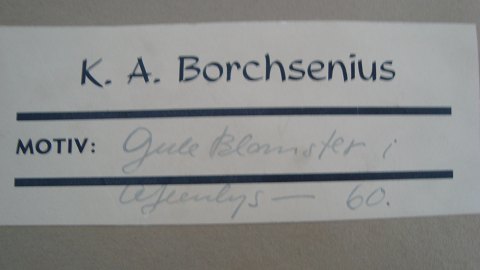 K. A. Borchsenius
MOTIV: Gule Blomster i
Aftenlys — 60.